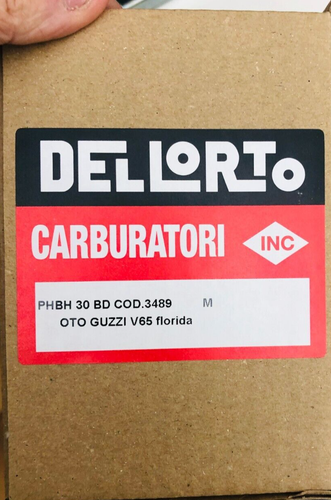 DELLORTO
CARBURATORI INC
PHBH 30 BD COD.3489 M
OTO GUZZI V65 florida